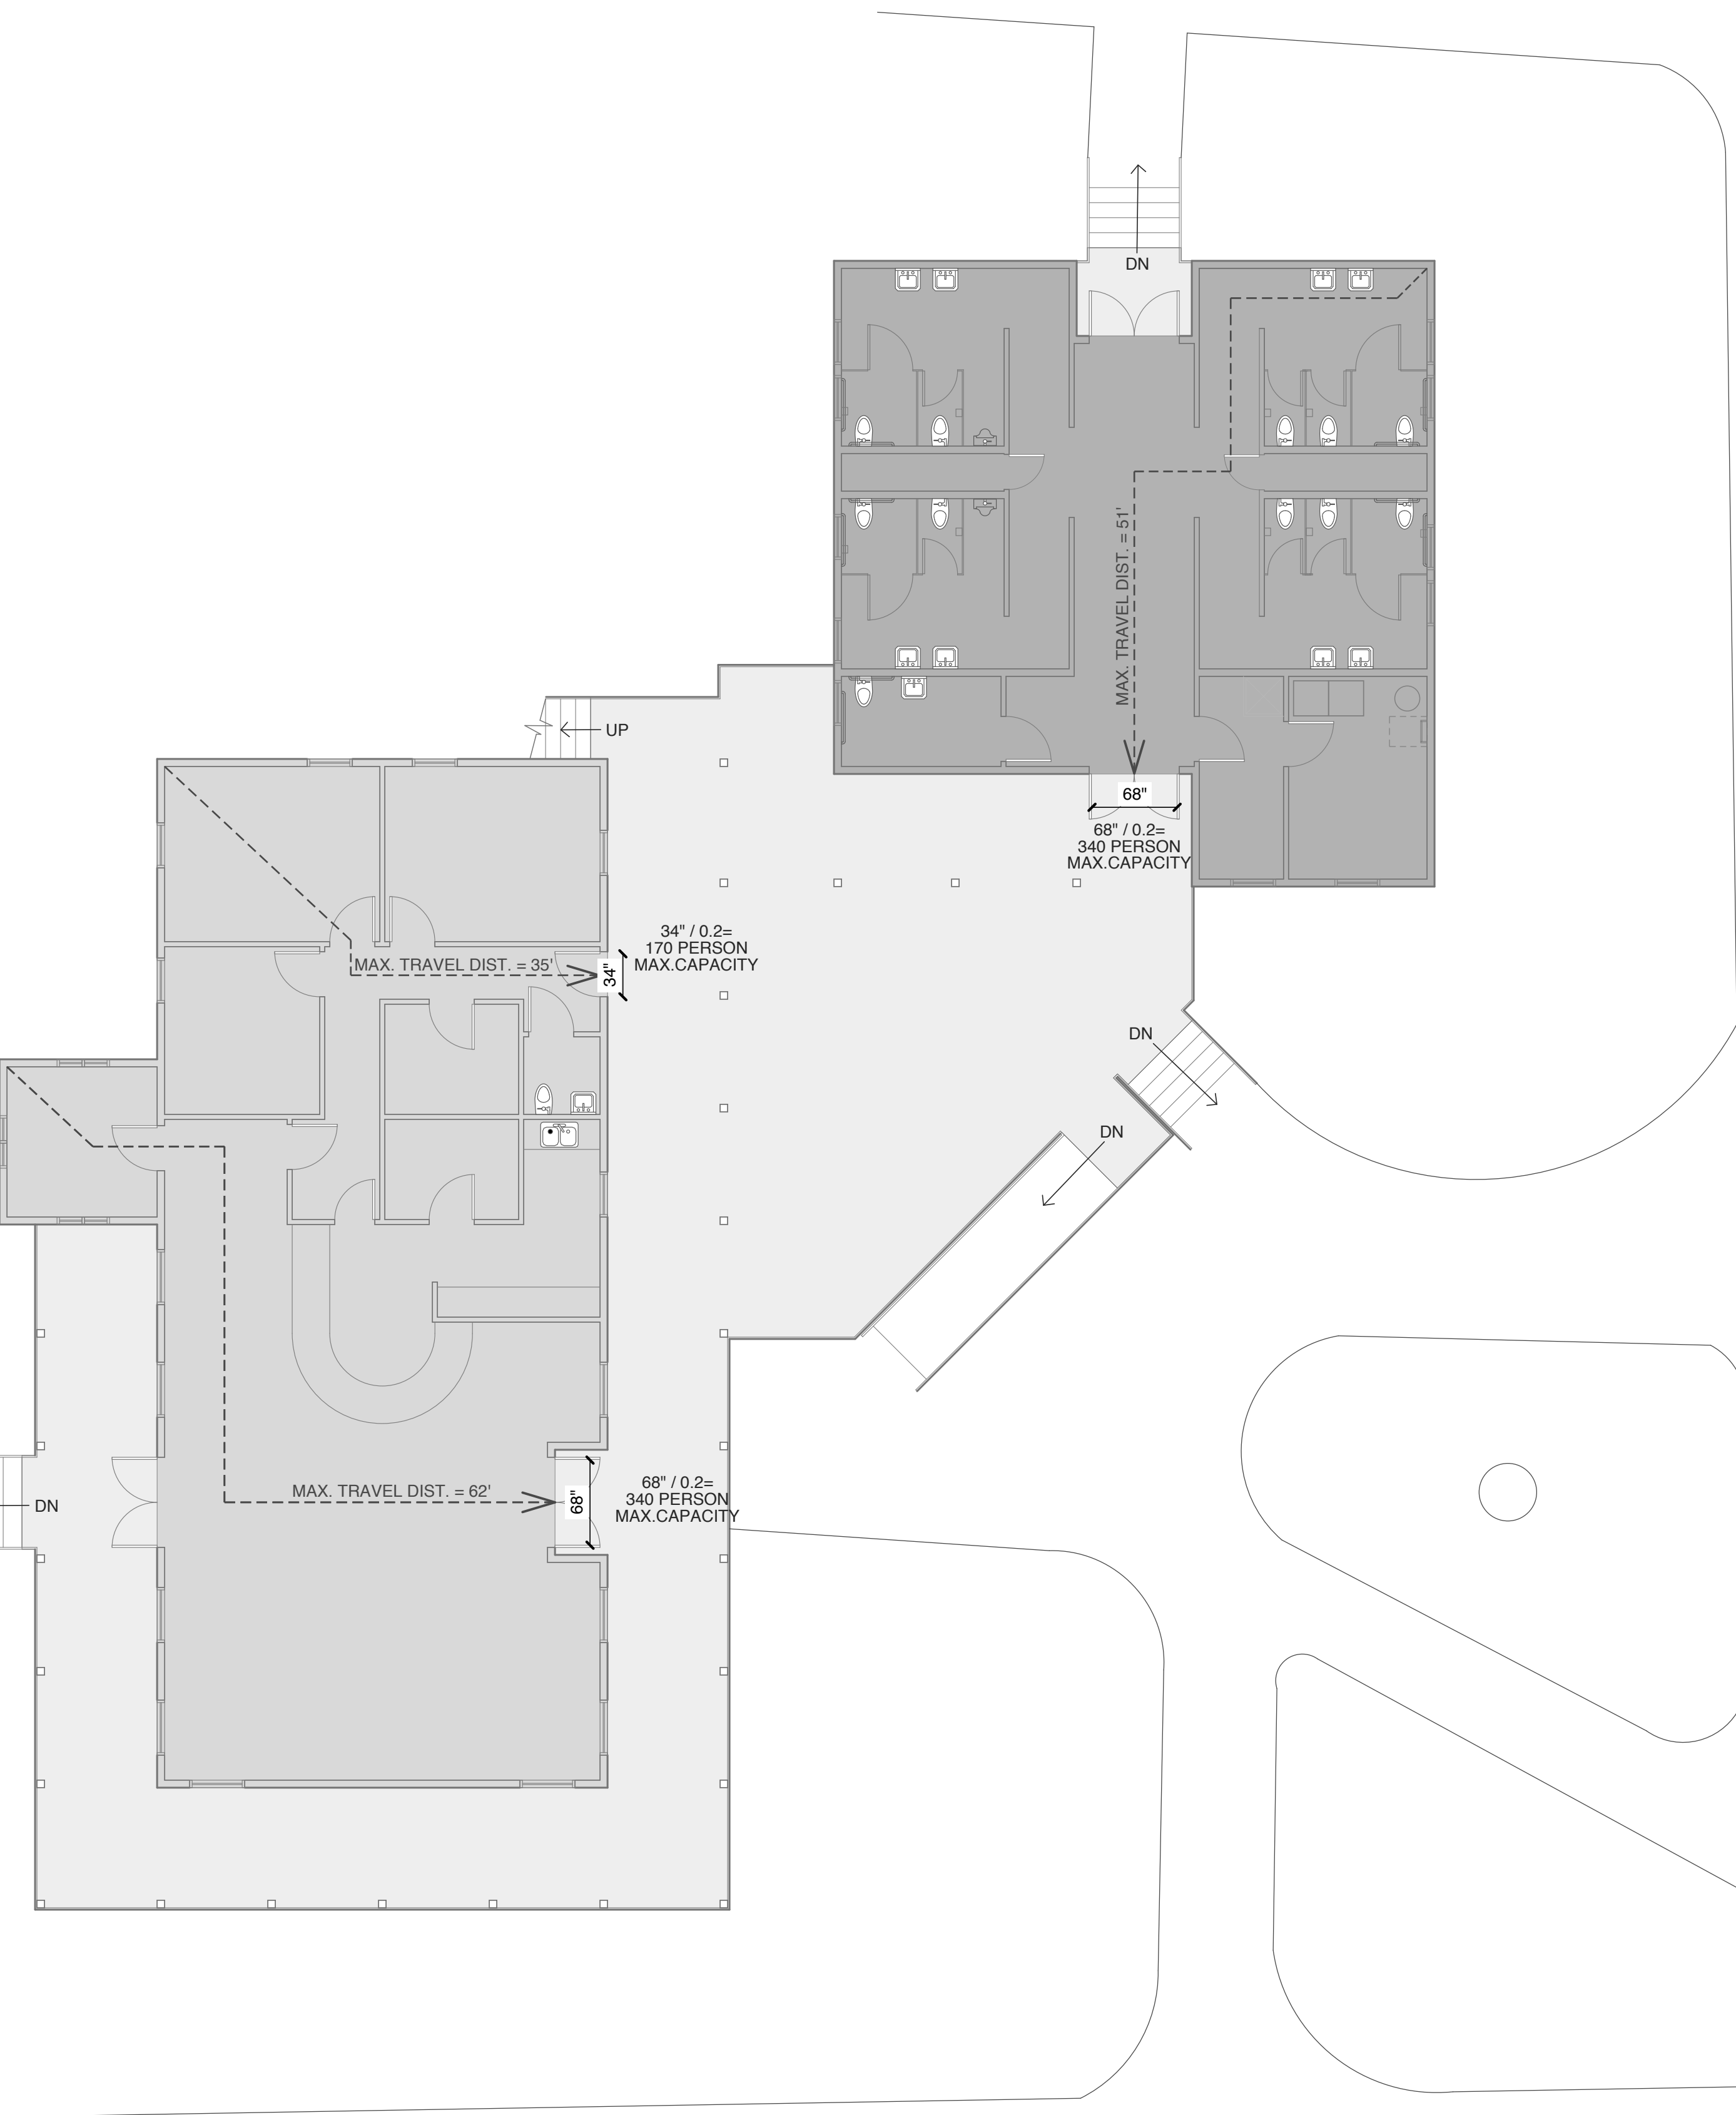 DN
MAX. TRAVEL DIST. = 51'
UP
68"
68" / 0.2=
340 PERSON
MAX.CAPACITY
34" / 0.2=
170 PERSON
MAX.CAPACITY
MAX. TRAVEL DIST. = 35'
34"
DN
DN
MAX. TRAVEL DIST. = 62'
68"
68" / 0.2=
340 PERSON
MAX.CAPACITY
DN